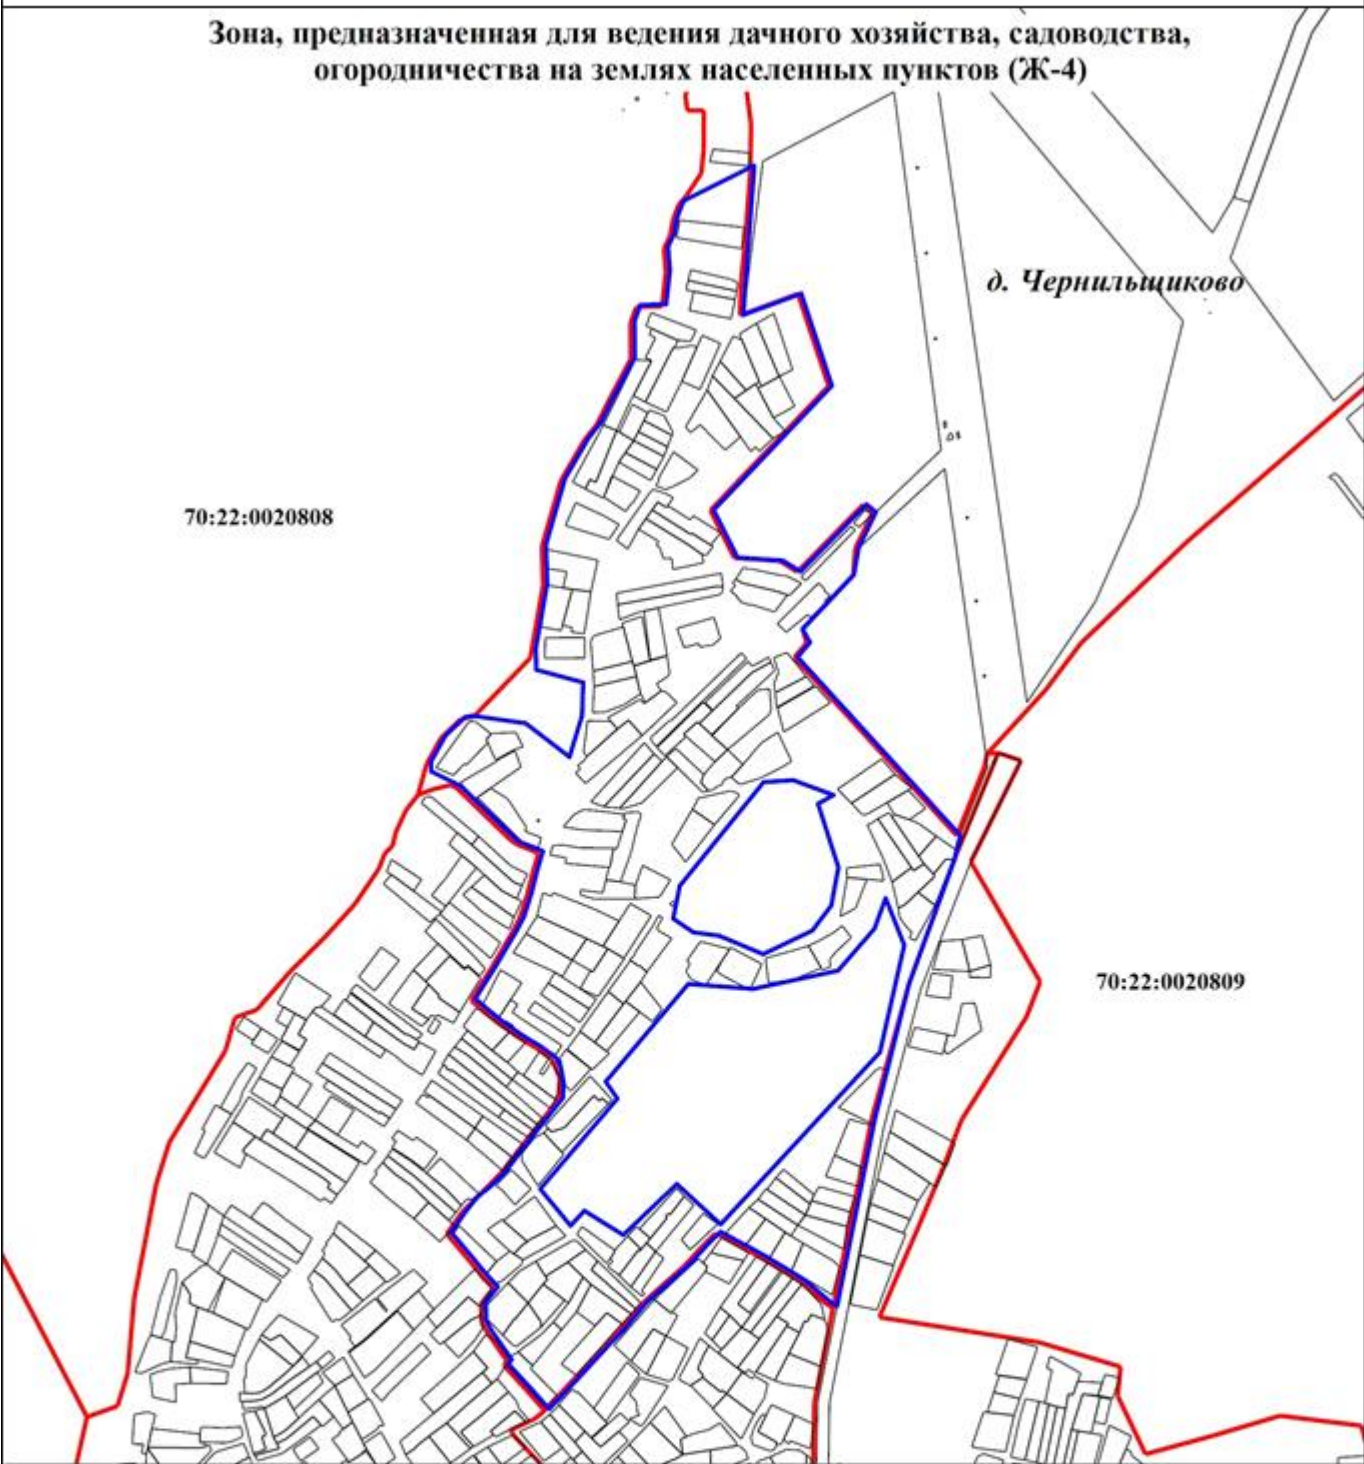 Зона, предназначенная для ведения дачного хозяйства, садоводства,
огородничества на землях населенных пунктов (Ж-4)
д. Чернильщиково
70:22:0020808
70:22:0020809